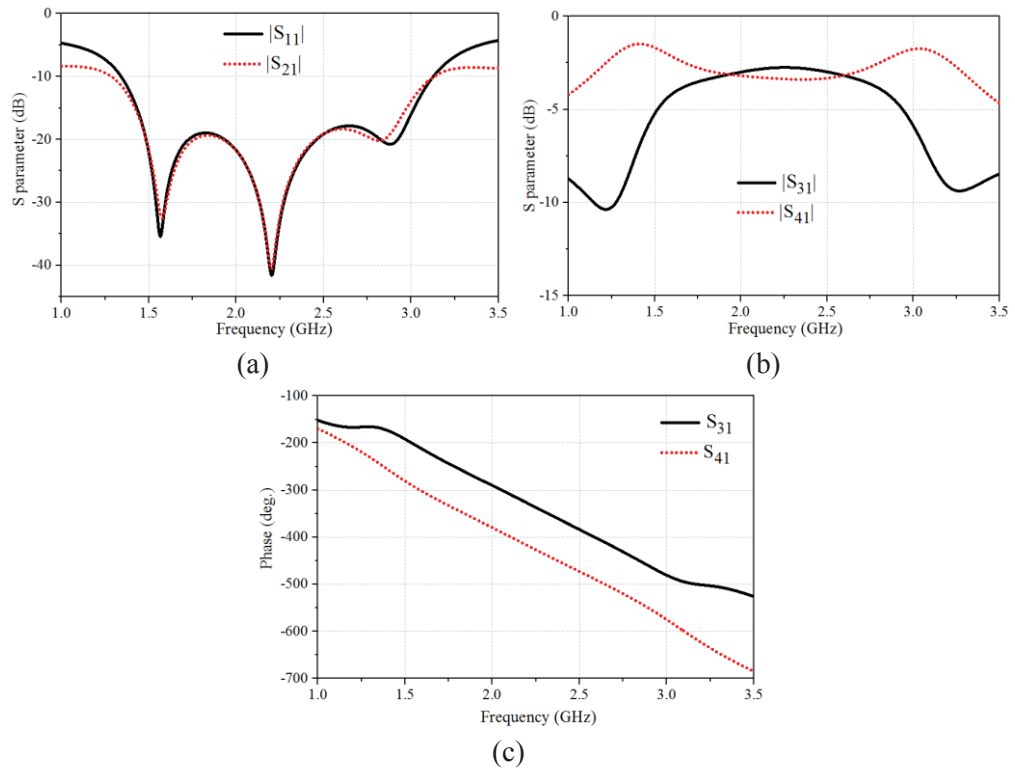 |S11|
|S21|
0
-10
-20
-30
-40
S parameter (dB)
1.0 1.5 2.0 2.5 3.0 3.5
Frequency (GHz)
(a)
0
-5
-10
-15
S parameter (dB)
|S31|
|S41|
1.0 1.5 2.0 2.5 3.0 3.5
Frequency (GHz)
(b)
-100
-200
-300
-400
-500
-600
-700
Phase (deg.)
S31
S41
1.0 1.5 2.0 2.5 3.0 3.5
Frequency (GHz)
(c)